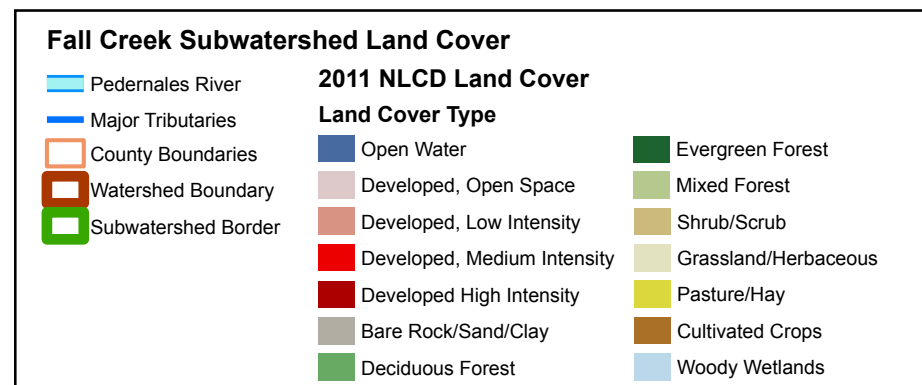 Fall Creek Subwatershed Land Cover
Pedernales River
Major Tributaries
County Boundaries
Watershed Boundary
Subwatershed Border
2011 NLCD Land Cover
Land Cover Type
Open Water
Developed, Open Space
Developed, Low Intensity
Developed, Medium Intensity
Developed High Intensity
Bare Rock/Sand/Clay
Deciduous Forest
Evergreen Forest
Mixed Forest
Shrub/Scrub
Grassland/Herbaceous
Pasture/Hay
Cultivated Crops
Woody Wetlands